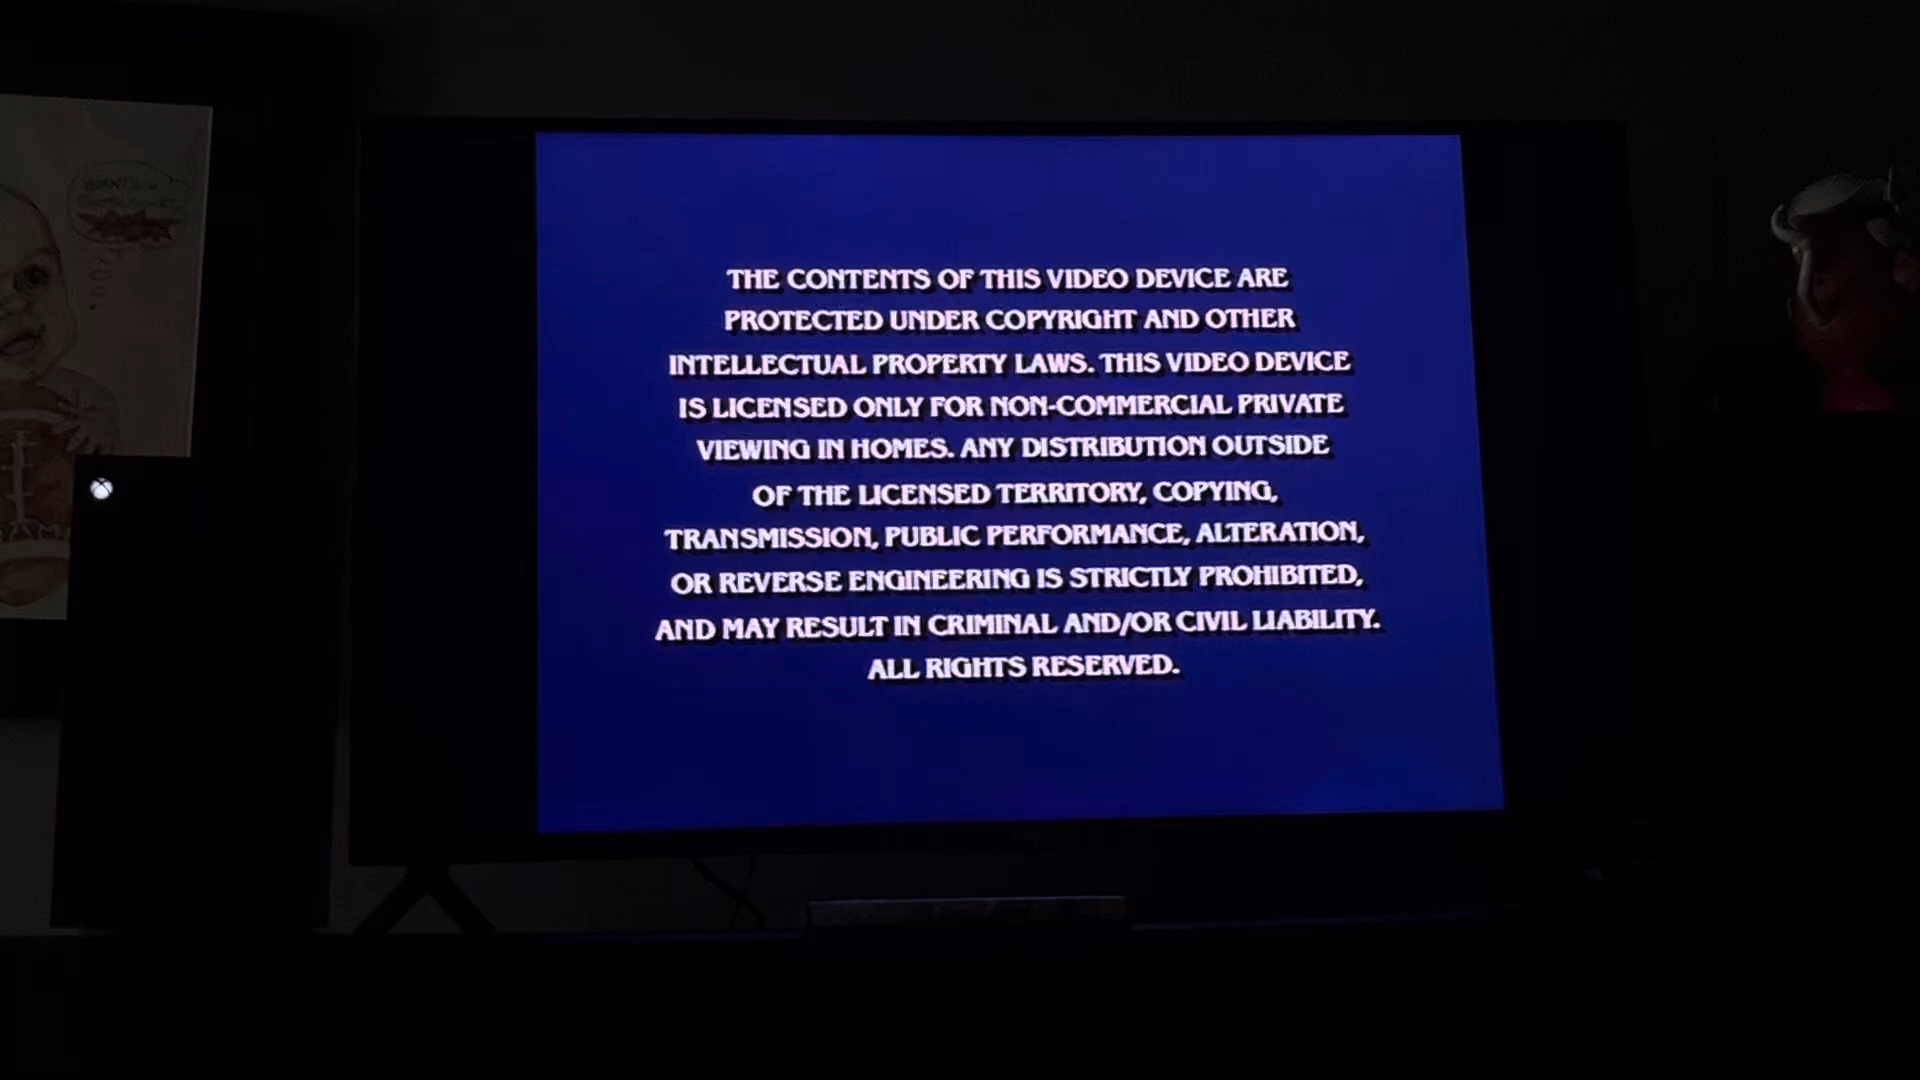 THE CONTENTS OF THIS VIDEO DEVICE ARE
PROTECTED UNDER COPYRIGHT AND OTHER
INTELLECTUAL PROPERTY LAWS. THIS VIDEO DEVICE
IS LICENSED ONLY FOR NON-COMMERCIAL PRIVATE
VIEWING IN HOMES. ANY DISTRIBUTION OUTSIDE
OF THE LICENSED TERRITORY, COPYING,
TRANSMISSION, PUBLIC PERFORMANCE, ALTERATION,
OR REVERSE ENGINEERING IS STRICTLY PROHIBITED,
AND MAY RESULT IN CRIMINAL AND/OR CIVIL LIABILITY.
ALL RIGHTS RESERVED.